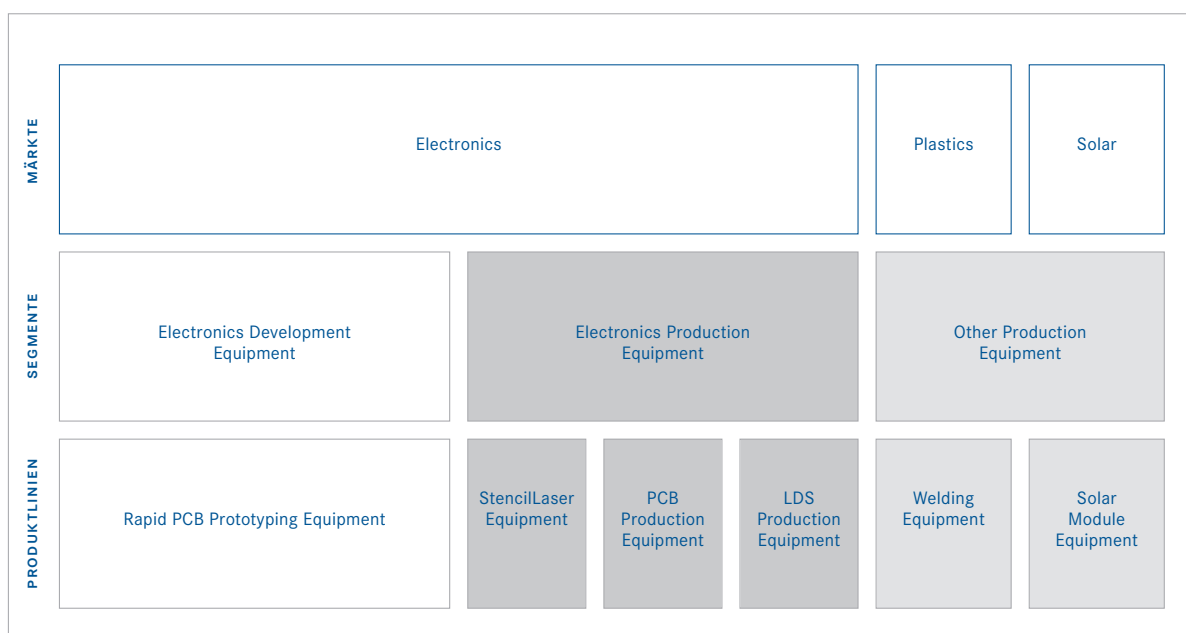 MÄRKTE
Electronics
Plastics
Solar
SEGMENTE
Electronics Development
Equipment
Electronics Production
Equipment
Other Production
Equipment
PRODUKTLINIEN
Rapid PCB Prototyping Equipment
StencilLaser
Equipment
PCB
Production
Equipment
LDS
Production
Equipment
Welding
Equipment
Solar
Module
Equipment